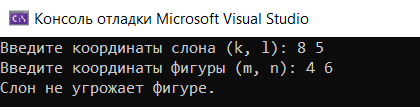 C:\ Консоль отладки Microsoft Visual Studio
Введите координаты слона (k, l): 8 5
Введите координаты фигуры (m, n): 4 6
Слон не угрожает фигуре.